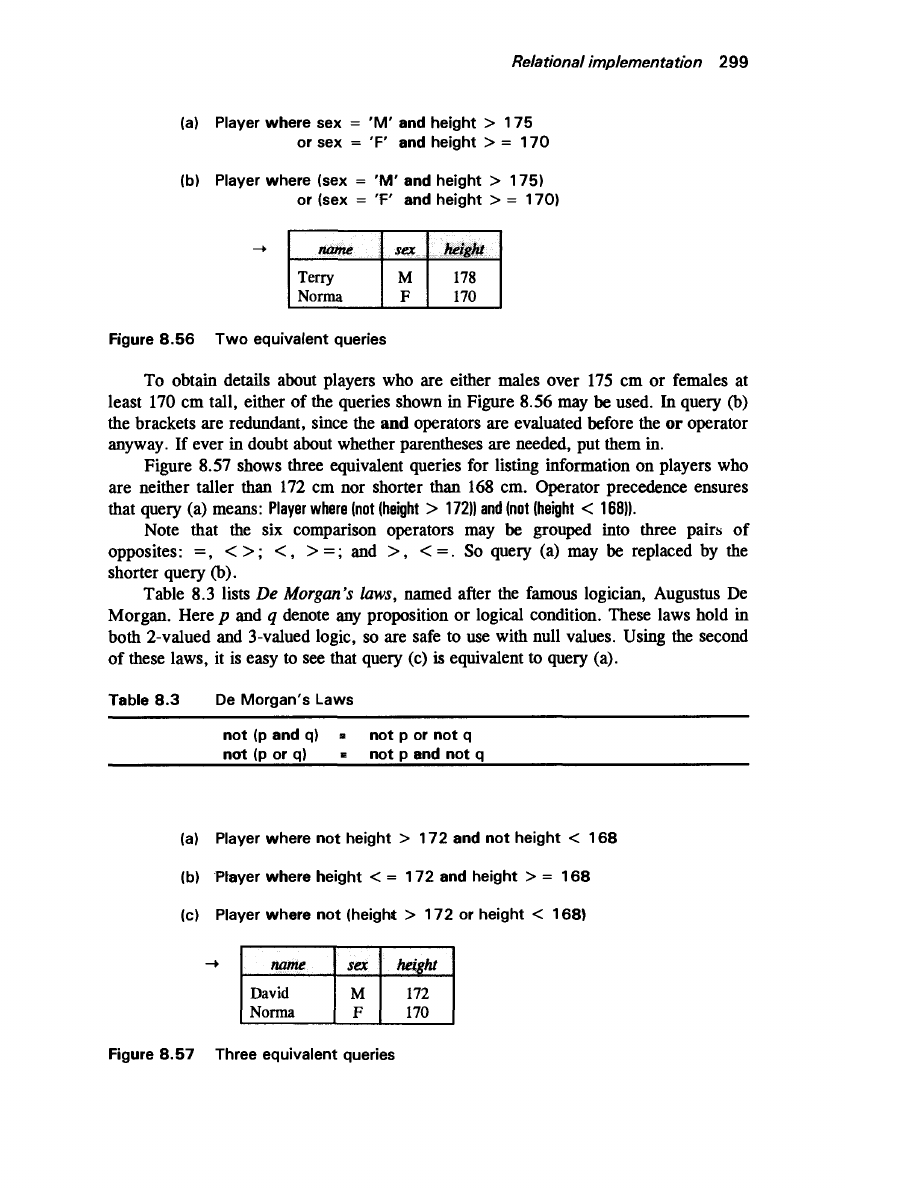 Relational implementation 299
(a) Player where sex = 'M' and height > 175
or sex = 'F' and height > = 170
(b) Player where (sex = 'M' and height > 175)
or (sex = 'F' and height > = 170)
→ name sex height
Terry M 178
Norma F 170
Figure 8.56 Two equivalent queries
To obtain details about players who are either males over 175 cm or females at
least 170 cm tall, either of the queries shown in Figure 8.56 may be used. In query (b)
the brackets are redundant, since the and operators are evaluated before the or operator
anyway. If ever in doubt about whether parentheses are needed, put them in.
Figure 8.57 shows three equivalent queries for listing information on players who
are neither taller than 172 cm nor shorter than 168 cm. Operator precedence ensures
that query (a) means: Player where (not (height > 172)) and (not (height < 168)).
Note that the six comparison operators may be grouped into three pairs of
opposites: =, < >; <, > =; and >, < =. So query (a) may be replaced by the
shorter query (b).
Table 8.3 lists De Morgan's laws, named after the famous logician, Augustus De
Morgan. Here p and q denote any proposition or logical condition. These laws hold in
both 2-valued and 3-valued logic, so are safe to use with null values. Using the second
of these laws, it is easy to see that query (c) is equivalent to query (a).
Table 8.3 De Morgan's Laws
not (p and q) ≡ not p or not q
not (p or q) ≡ not p and not q
(a) Player where not height > 172 and not height < 168
(b) Player where height < = 172 and height > = 168
(c) Player where not (height > 172 or height < 168)
→ name sex height
David M 172
Norma F 170
Figure 8.57 Three equivalent queries